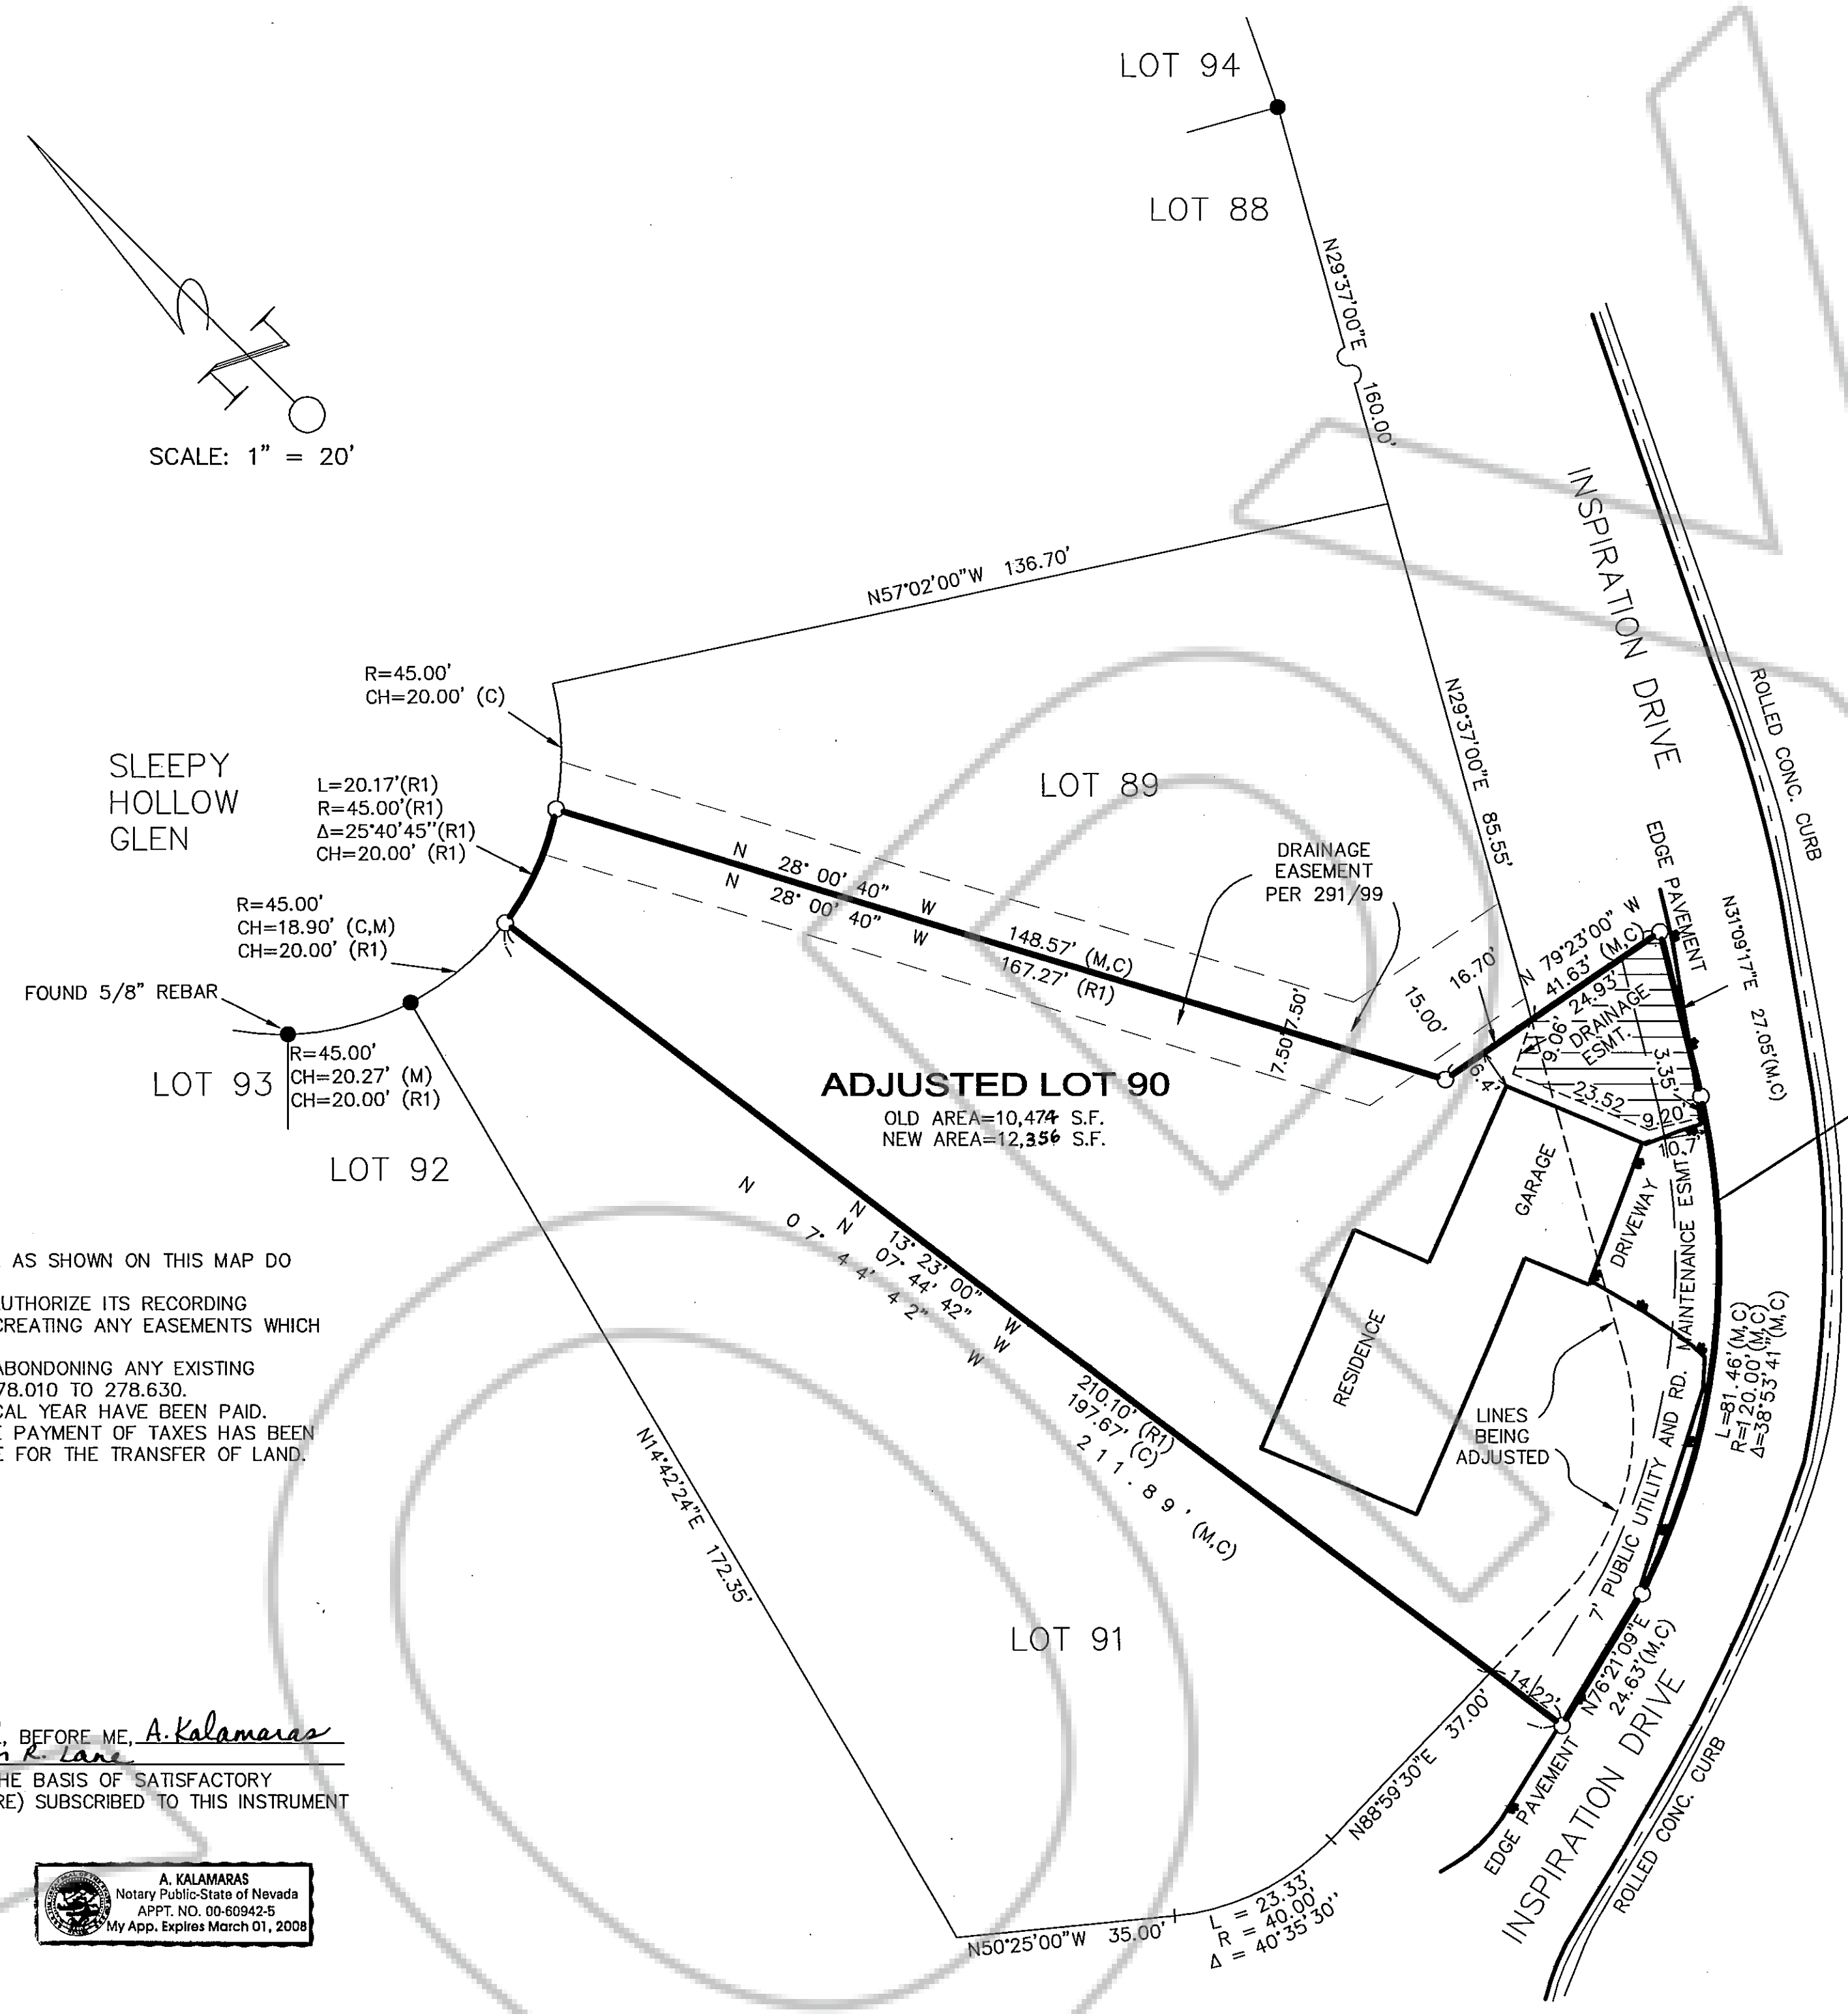 LOT 94
LOT 88
N29°37'00"E
160.00'
SCALE: 1" = 20'
INSPIRATION DRIVE
ROLLED CONC. CURB
N57°02'00"W 136.70'
R=45.00'
CH=20.00' (C)
SLEEPY
HOLLOW
GLEN
L=20.17'(R1)
R=45.00'(R1)
Δ=25°40'45"(R1)
CH=20.00' (R1)
LOT 89
N29°37'00"E 85.55'
EDGE PAVEMENT
N31°09'17"E 27.05'(M,C)
DRAINAGE
EASEMENT
PER 291/99
N 28° 00' 40" W
N 28° 00' 40" W
148.57' (M,C)
167.27' (R1)
R=45.00'
CH=18.90' (C,M)
CH=20.00' (R1)
FOUND 5/8" REBAR
N 79°23'00" W
41.63' (M,C)
16.70'
24.93'
15.00'
7.50'
7.50'
9.06'
DRAINAGE
ESMT.
3.35'
6.4'
23.52
9.20'
10.7'
R=45.00'
CH=20.27' (M)
CH=20.00' (R1)
LOT 93
LOT 92
ADJUSTED LOT 90
OLD AREA=10,474 S.F.
NEW AREA=12,356 S.F.
GARAGE
DRIVEWAY
RESIDENCE
7' PUBLIC UTILITY AND RD. MAINTENANCE ESMT.
L=81.46'(M,C)
R=120.00'(M,C)
Δ=38°53'41"(M,C)
LINES
BEING
ADJUSTED
N 13° 23' 00" W
N 07° 44' 42" W
N 07° 44' 42" W
210.10' (R1)
197.67' (C)
211.89' (M,C)
AS SHOWN ON THIS MAP DO
UTHORIZE ITS RECORDING
CREATING ANY EASEMENTS WHICH
ABONDONING ANY EXISTING
78.010 TO 278.630.
CAL YEAR HAVE BEEN PAID.
E PAYMENT OF TAXES HAS BEEN
E FOR THE TRANSFER OF LAND.
N14°42'24"E 172.35'
LOT 91
14.22'
N76°21'09"E
24.63'(M,C)
N88°59'30"E 37.00'
EDGE PAVEMENT
INSPIRATION DRIVE
ROLLED CONC. CURB
L = 23.33'
R = 40.00'
Δ = 40°35'30"
N50°25'00"W 35.00'
, BEFORE ME, A. Kalamaras
R. Lane
HE BASIS OF SATISFACTORY
RE) SUBSCRIBED TO THIS INSTRUMENT
A. KALAMARAS
Notary Public-State of Nevada
APPT. NO. 00-60942-5
My App. Expires March 01, 2008